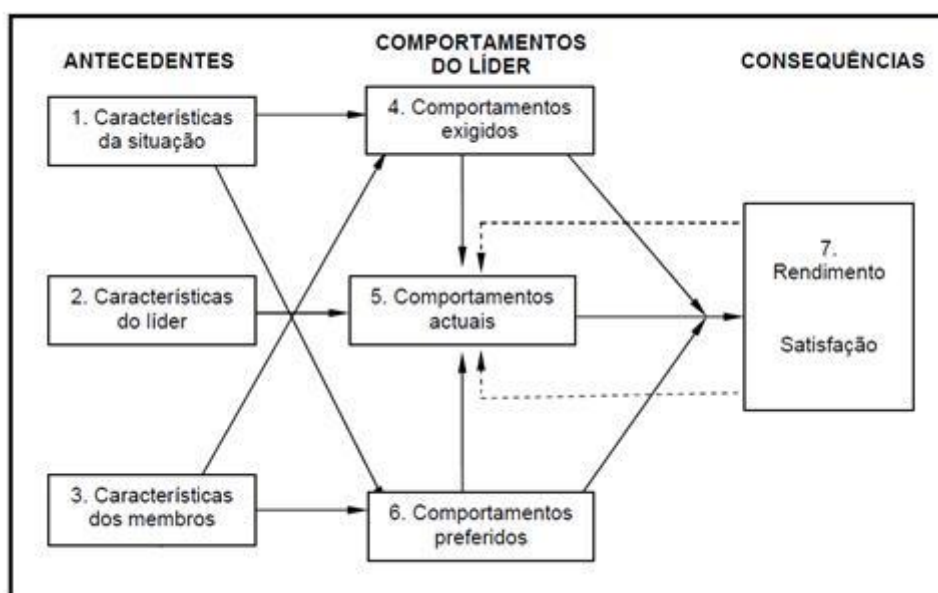 ANTECEDENTES
COMPORTAMENTOS
DO LÍDER
CONSEQUÊNCIAS
1. Características
da situação
4. Comportamentos
exigidos
2. Características
do líder
5. Comportamentos
actuais
7.
Rendimento
Satisfação
3. Características
dos membros
6. Comportamentos
preferidos